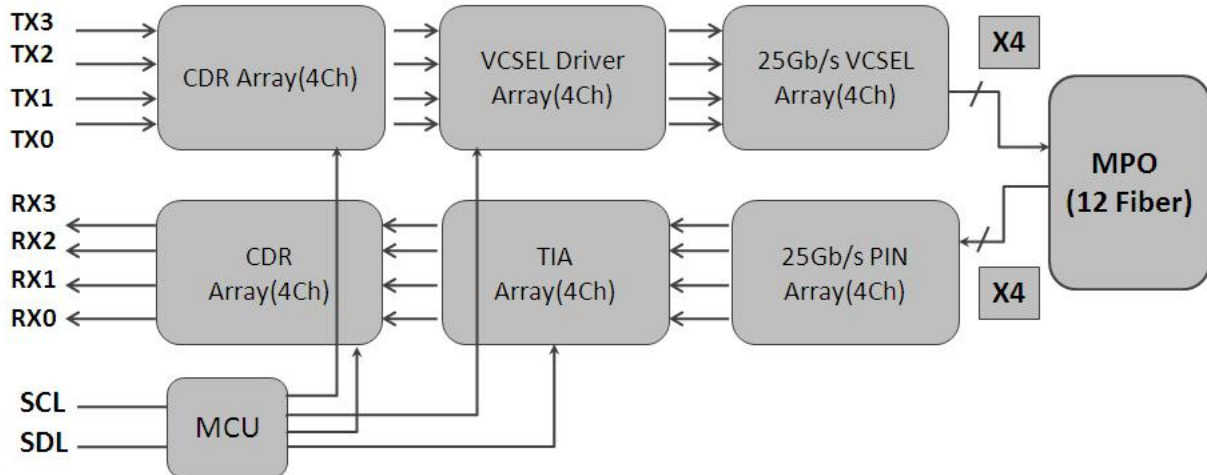 TX3
TX2
TX1
TX0
CDR Array(4Ch)
VCSEL Driver
Array(4Ch)
25Gb/s VCSEL
Array(4Ch)
X4
MPO
(12 Fiber)
RX3
RX2
RX1
RX0
CDR
Array(4Ch)
TIA
Array(4Ch)
25Gb/s PIN
Array(4Ch)
X4
SCL
SDL
MCU